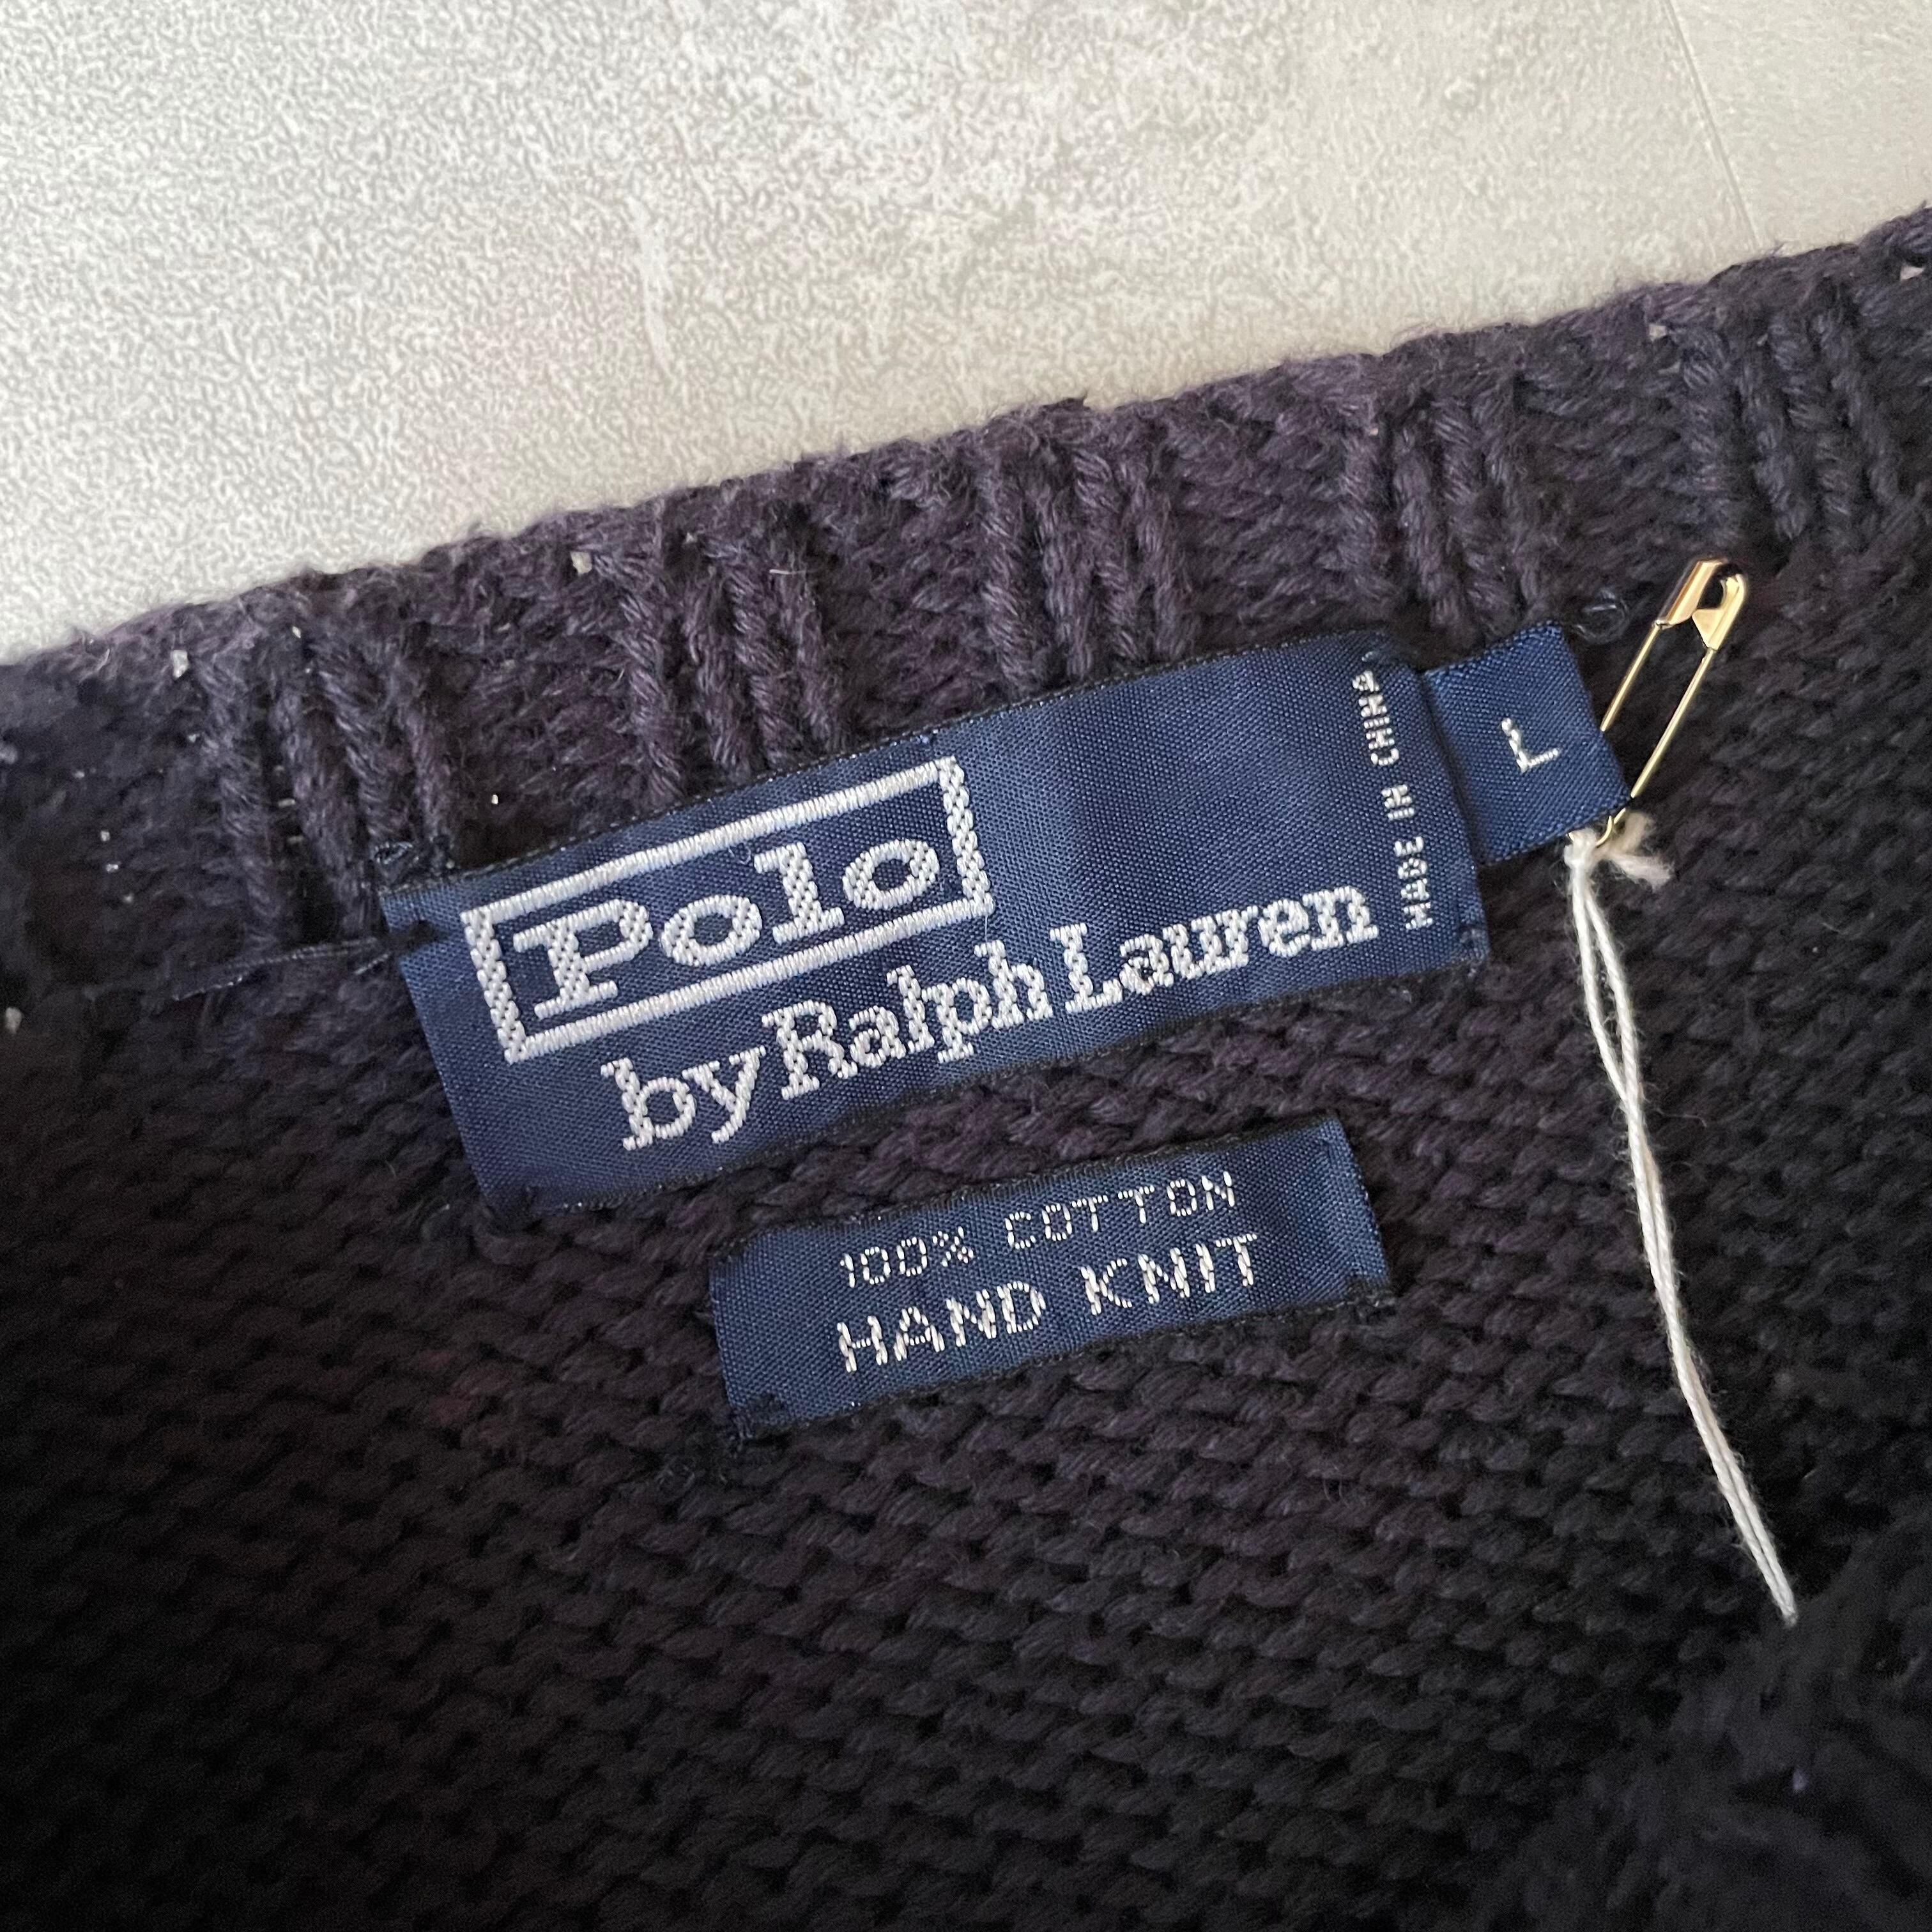 Polo
by Ralph Lauren
MADE IN CHINA
L
100% COTTON
HAND KNIT